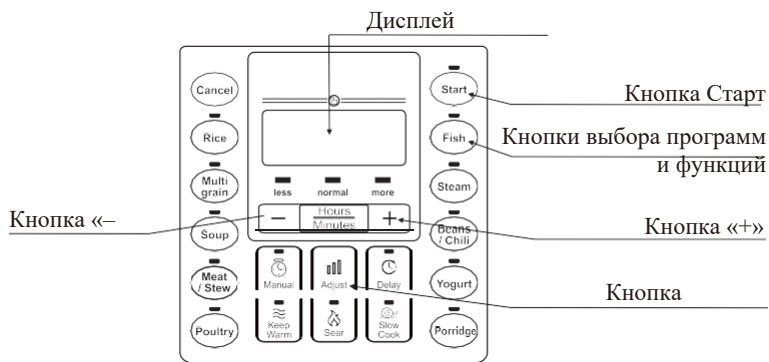 Дисплей
Cancel
Start
Кнопка Старт
Rice
Fish
Кнопки выбора программ
и функций
Multi
grain
less normal more
Steam
Кнопка «–
− Hours +
Minutes
Soup
Beans
/ Chili
Кнопка «+»
Meat
/ Stew
Manual Adjust Delay
Yogurt
Кнопка
Poultry
Keep
Warm
Sear
Slow
Cook
Porridge